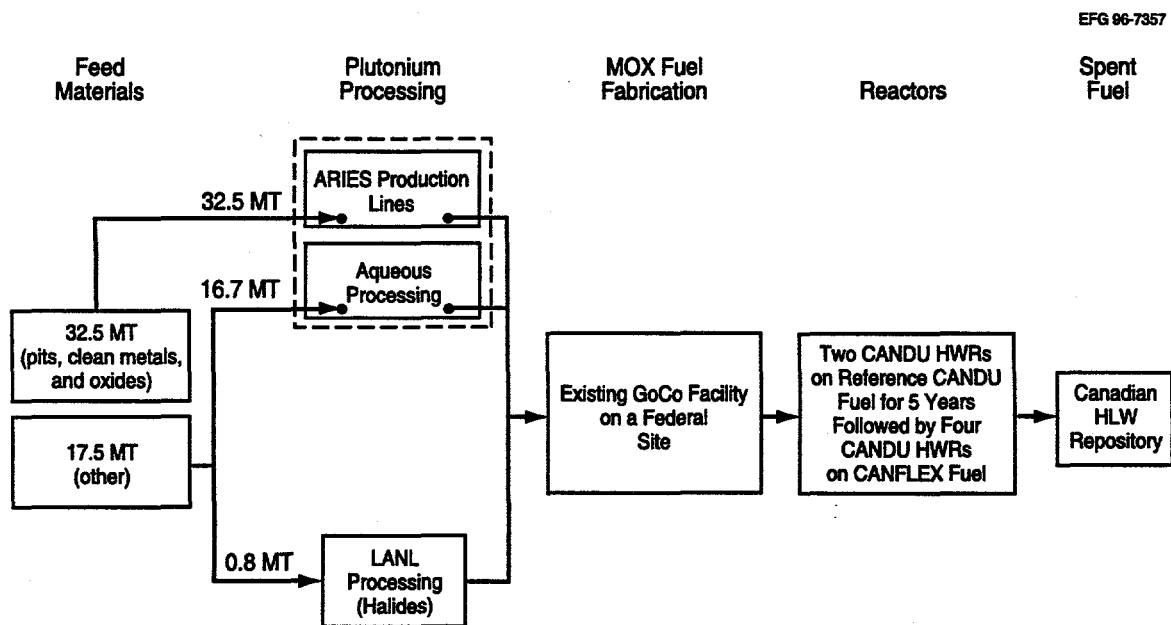 EFG 96-7357
Feed
Materials
Plutonium
Processing
MOX Fuel
Fabrication
Reactors
Spent
Fuel
ARIES Production
Lines
32.5 MT
Aqueous
Processing
16.7 MT
32.5 MT
(pits, clean metals,
and oxides)
17.5 MT
(other)
0.8 MT
LANL
Processing
(Halides)
Existing GoCo Facility
on a Federal
Site
Two CANDU HWRs
on Reference CANDU
Fuel for 5 Years
Followed by Four
CANDU HWRs
on CANFLEX Fuel
Canadian
HLW
Repository